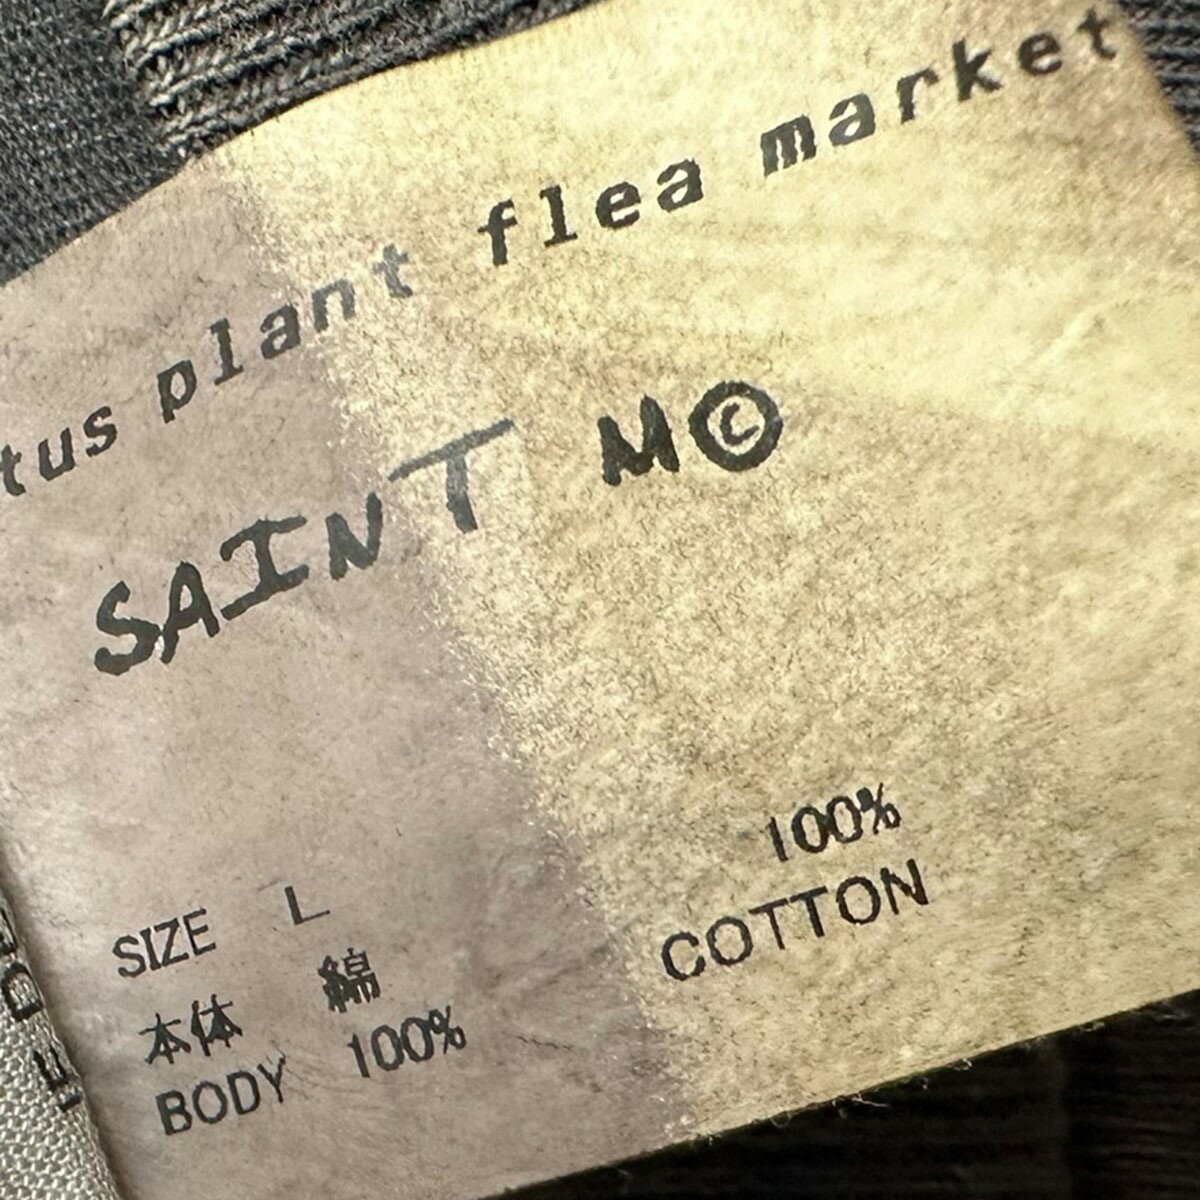 tus plant flea market
SAINT M©
SIZE L
本体 綿 100%
BODY 100% COTTON